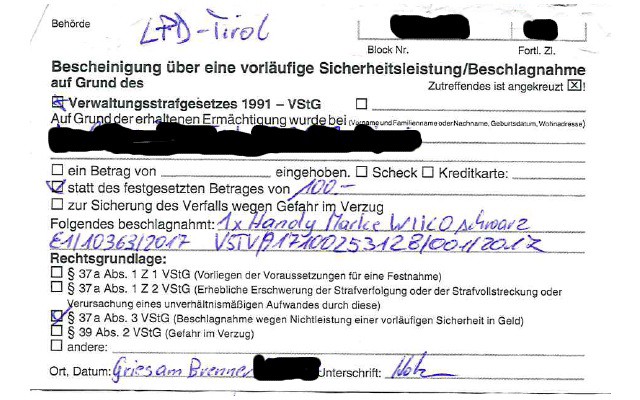 Behörde LPD-Tirol
Block Nr. Fortl. Zl.
Bescheinigung über eine vorläufige Sicherheitsleistung/Beschlagnahme
auf Grund des Zutreffendes ist angekreuzt ☒!
☒ Verwaltungsstrafgesetzes 1991 – VStG ☐
Auf Grund der erhaltenen Ermächtigung wurde bei (Vorname und Familienname oder Nachname, Geburtsdatum, Wohnadresse)
☐ ein Betrag von eingehoben. ☐ Scheck ☐ Kreditkarte:
☑ statt des festgesetzten Betrages von 100.-
☐ zur Sicherung des Verfalls wegen Gefahr im Verzug
Folgendes beschlagnahmt: 1x Handy Marke WIKO schwarz
E1/10363/2017 VStV/917100253128/001/2017
Rechtsgrundlage:
☐ § 37a Abs. 1 Z 1 VStG (Vorliegen der Voraussetzungen für eine Festnahme)
☐ § 37a Abs. 1 Z 2 VStG (Erhebliche Erschwerung der Strafverfolgung oder der Strafvollstreckung oder
Verursachung eines unverhältnismäßigen Aufwandes durch diese)
☑ § 37a Abs. 3 VStG (Beschlagnahme wegen Nichtleistung einer vorläufigen Sicherheit in Geld)
☐ § 39 Abs. 2 VStG (Gefahr im Verzug)
☐ andere:
Ort, Datum: Gries am Brenner Unterschrift: